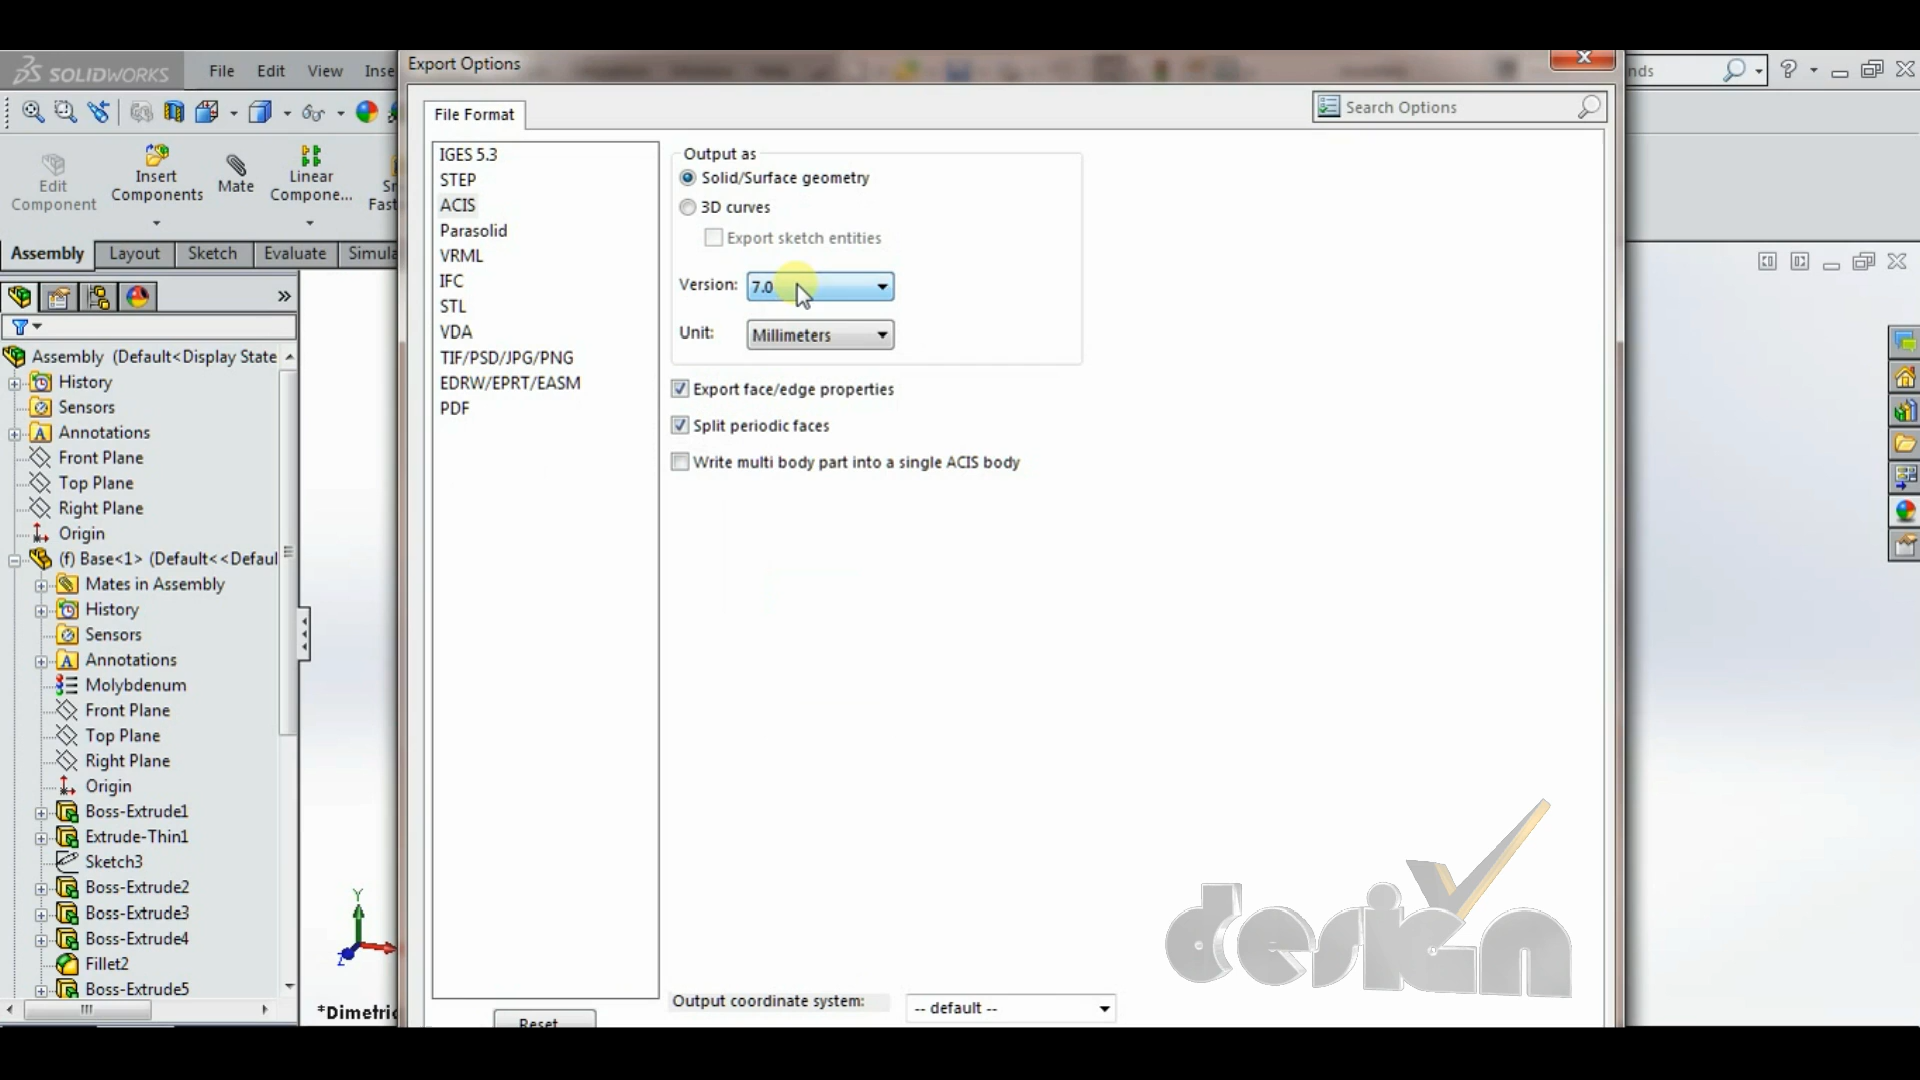 SOLIDWORKS
File
Edit
View
Inse
Export Options
nds
File Format
Search Options
Edit
Component
Insert
Components
Mate
Linear
Compone...
Sr
Fast
Assembly
Layout
Sketch
Evaluate
Simula
IGES 5.3
STEP
ACIS
Parasolid
VRML
IFC
STL
VDA
TIF/PSD/JPG/PNG
EDRW/EPRT/EASM
PDF
Output as
Solid/Surface geometry
3D curves
Export sketch entities
Version: 7.0
Unit: Millimeters
Export face/edge properties
Split periodic faces
Write multi body part into a single ACIS body
Assembly (Default<Display State
History
Sensors
Annotations
Front Plane
Top Plane
Right Plane
Origin
(f) Base<1> (Default<<Defaul
Mates in Assembly
History
Sensors
Annotations
Molybdenum
Front Plane
Top Plane
Right Plane
Origin
Boss-Extrude1
Extrude-Thin1
Sketch3
Boss-Extrude2
Boss-Extrude3
Boss-Extrude4
Fillet2
Boss-Extrude5
Y
Z
*Dimetric
Output coordinate system: -- default --
Reset
design